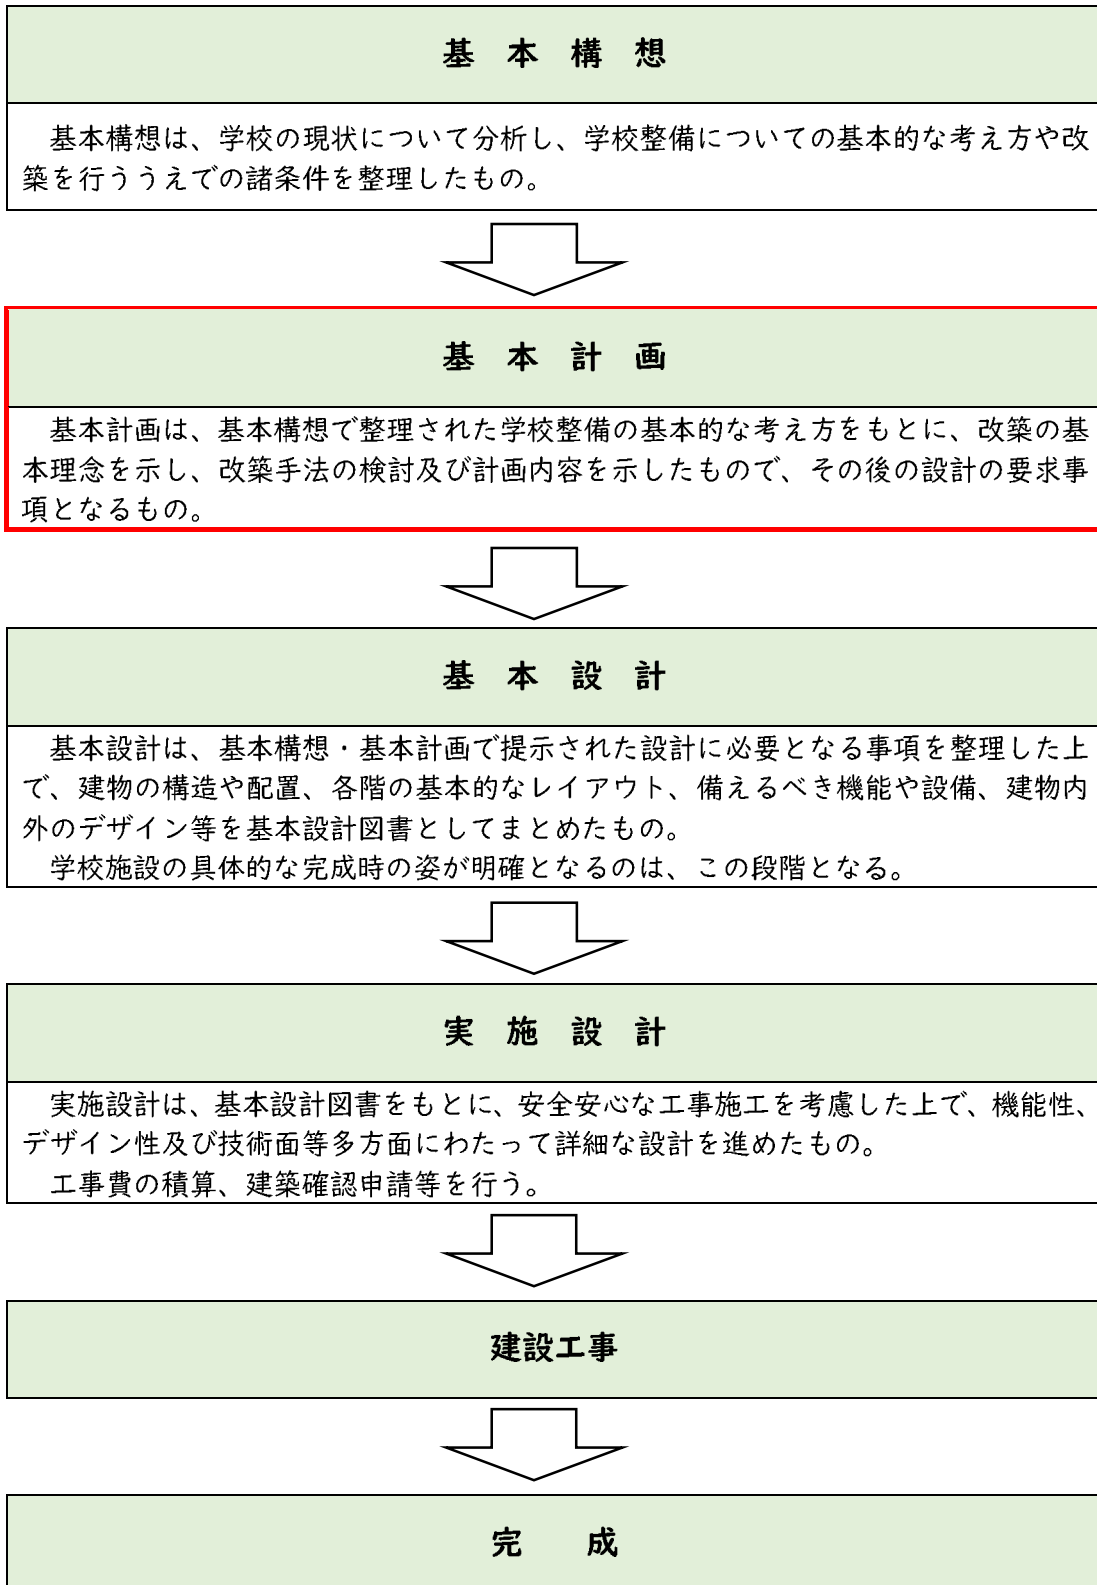 基　本　構　想
　基本構想は、学校の現状について分析し、学校整備についての基本的な考え方や改
築を行ううえでの諸条件を整理したもの。
基　本　計　画
　基本計画は、基本構想で整理された学校整備の基本的な考え方をもとに、改築の基
本理念を示し、改築手法の検討及び計画内容を示したもので、その後の設計の要求事
項となるもの。
基　本　設　計
　基本設計は、基本構想・基本計画で提示された設計に必要となる事項を整理した上
で、建物の構造や配置、各階の基本的なレイアウト、備えるべき機能や設備、建物内
外のデザイン等を基本設計図書としてまとめたもの。
　学校施設の具体的な完成時の姿が明確となるのは、この段階となる。
実　施　設　計
　実施設計は、基本設計図書をもとに、安全安心な工事施工を考慮した上で、機能性、
デザイン性及び技術面等多方面にわたって詳細な設計を進めたもの。
　工事費の積算、建築確認申請等を行う。
建設工事
完　　成